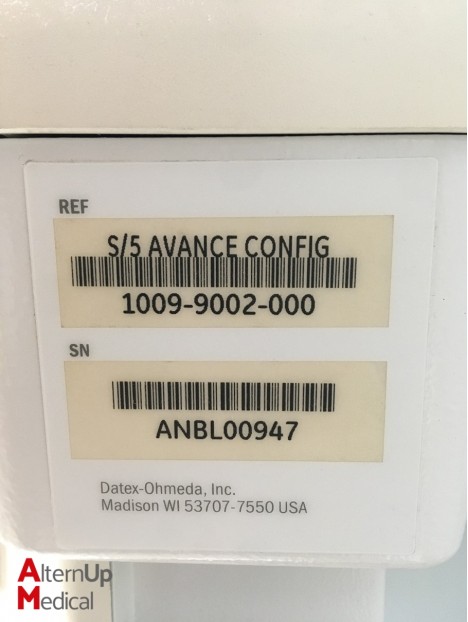 REF
S/5 AVANCE CONFIG
1009-9002-000
SN
ANBL00947
Datex-Ohmeda, Inc.
Madison WI 53707-7550 USA
AlternUp
Medical